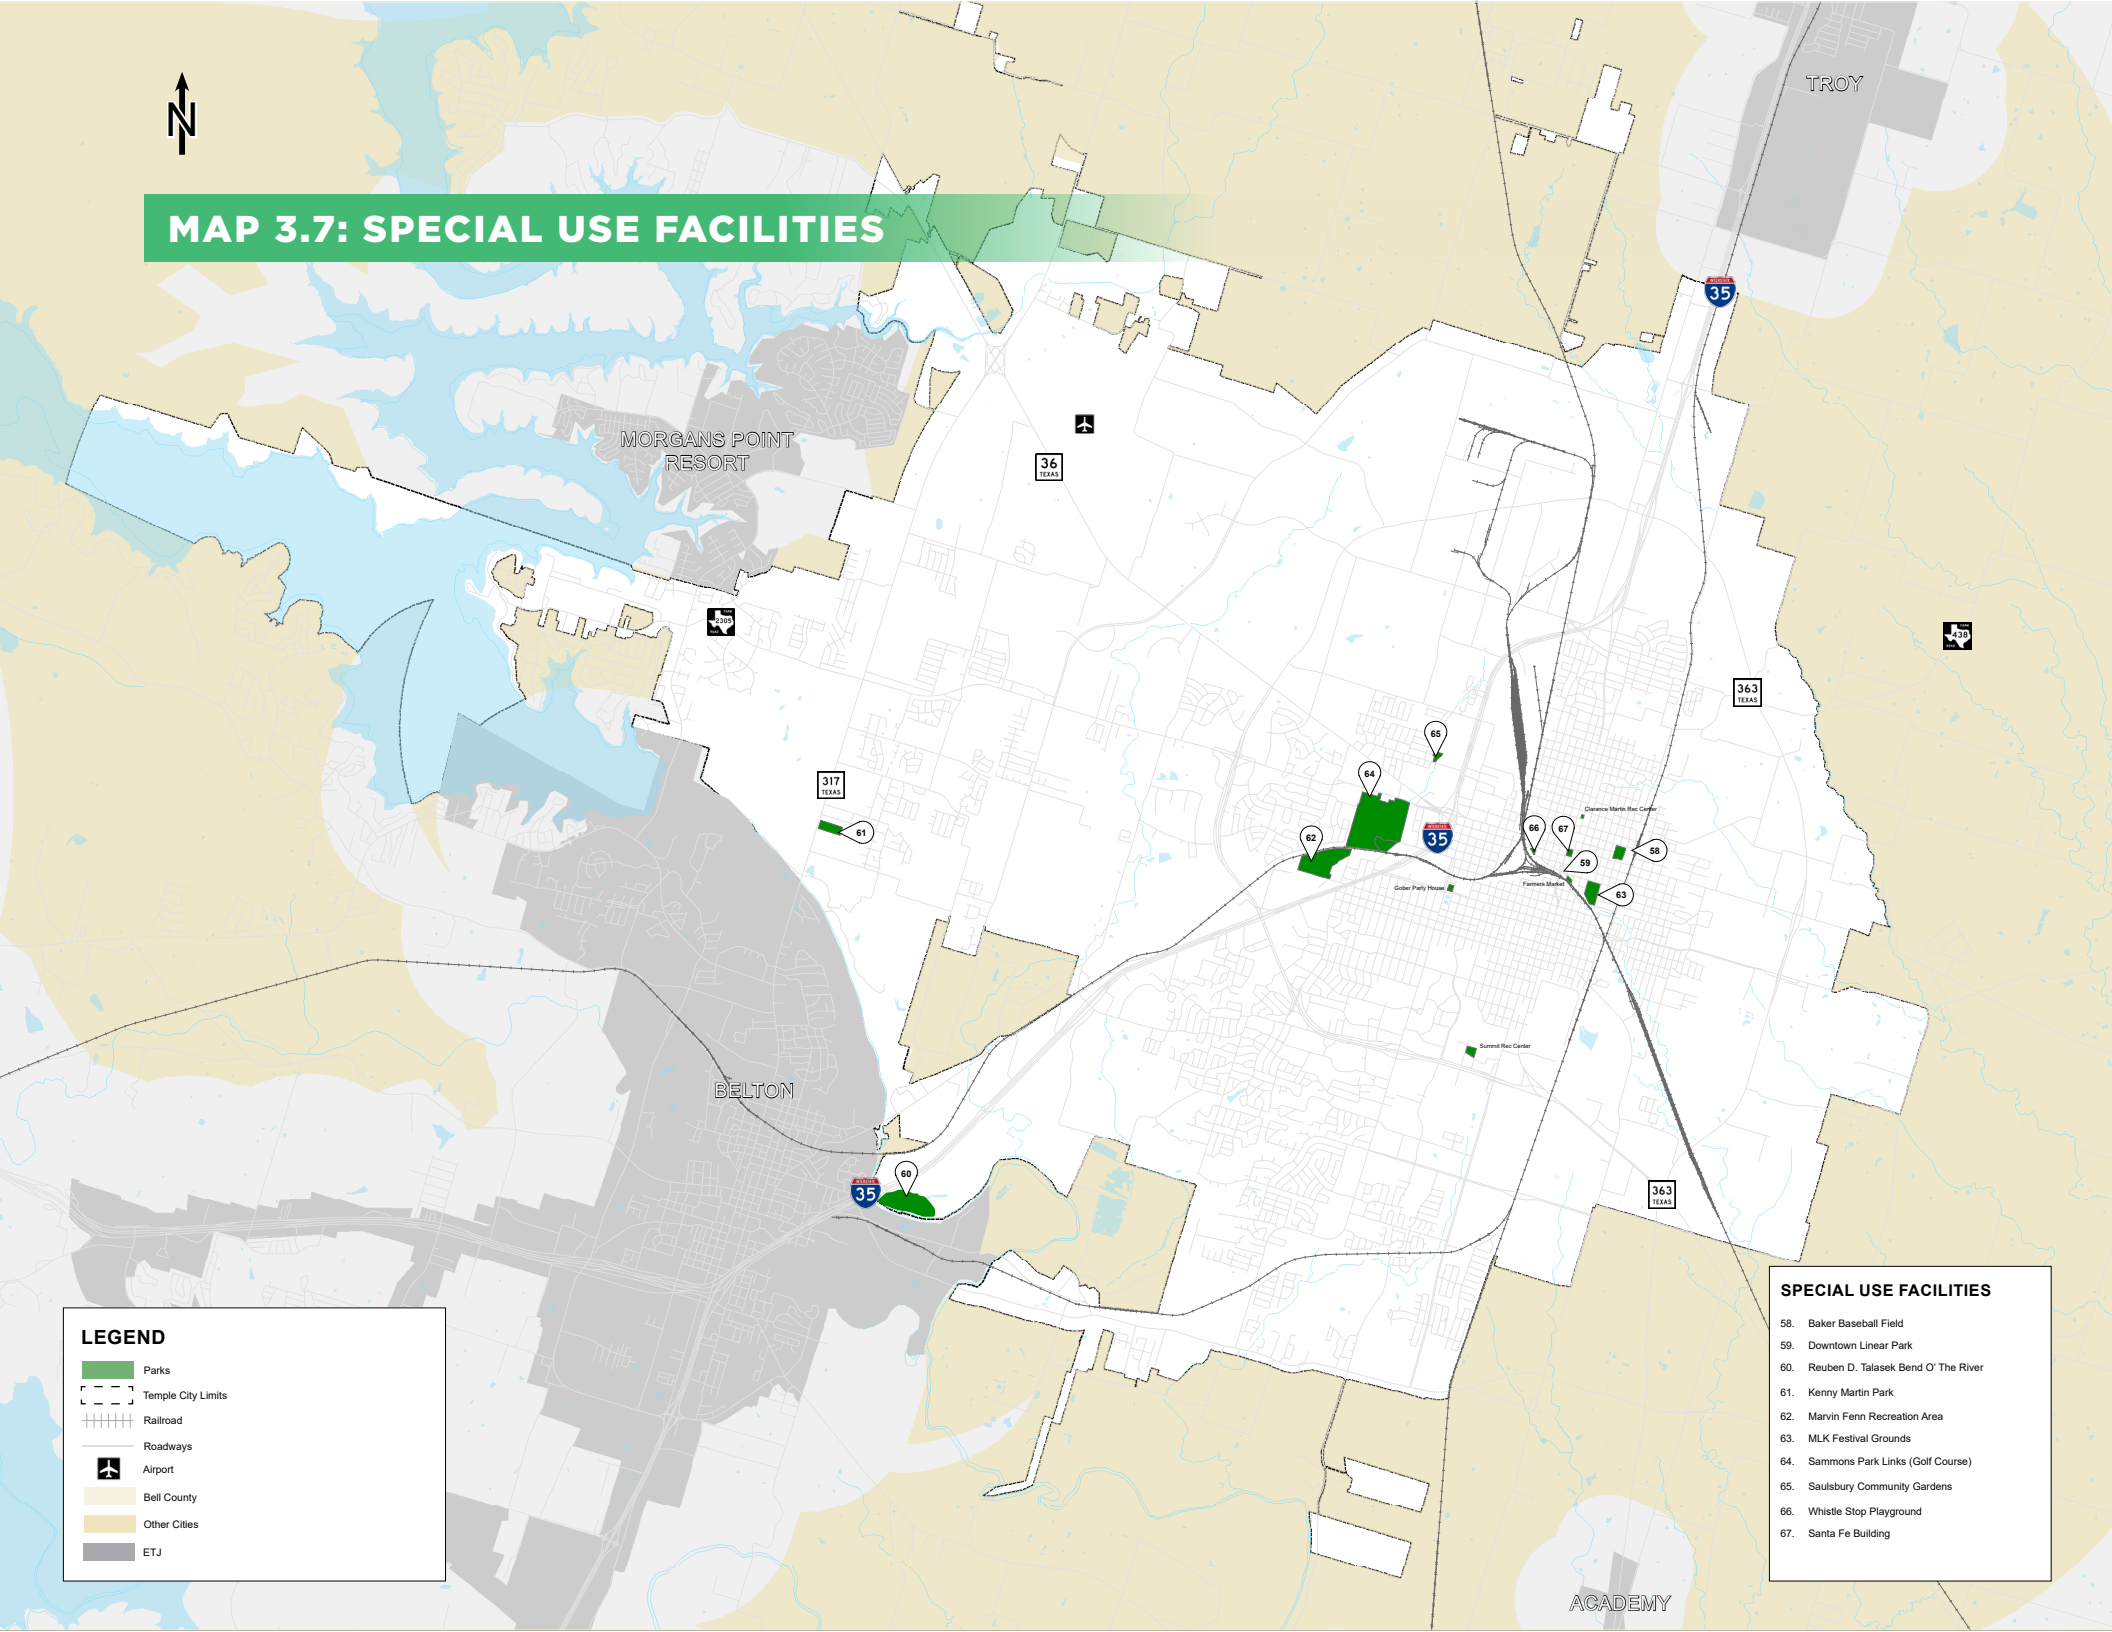 N
TROY
MAP 3.7: SPECIAL USE FACILITIES
35
MORGANS POINT
RESORT
36
TEXAS
2305
438
363
TEXAS
65
64
317
TEXAS
61
62
35
Clarance Martin Rec Center
66
67
58
59
Gober Party House
Farmers Market
63
Summit Rec Center
BELTON
60
35
363
TEXAS
LEGEND
Parks
Temple City Limits
Railroad
Roadways
Airport
Bell County
Other Cities
ETJ
SPECIAL USE FACILITIES
58. Baker Baseball Field
59. Downtown Linear Park
60. Reuben D. Talasek Bend O' The River
61. Kenny Martin Park
62. Marvin Fenn Recreation Area
63. MLK Festival Grounds
64. Sammons Park Links (Golf Course)
65. Saulsbury Community Gardens
66. Whistle Stop Playground
67. Santa Fe Building
ACADEMY